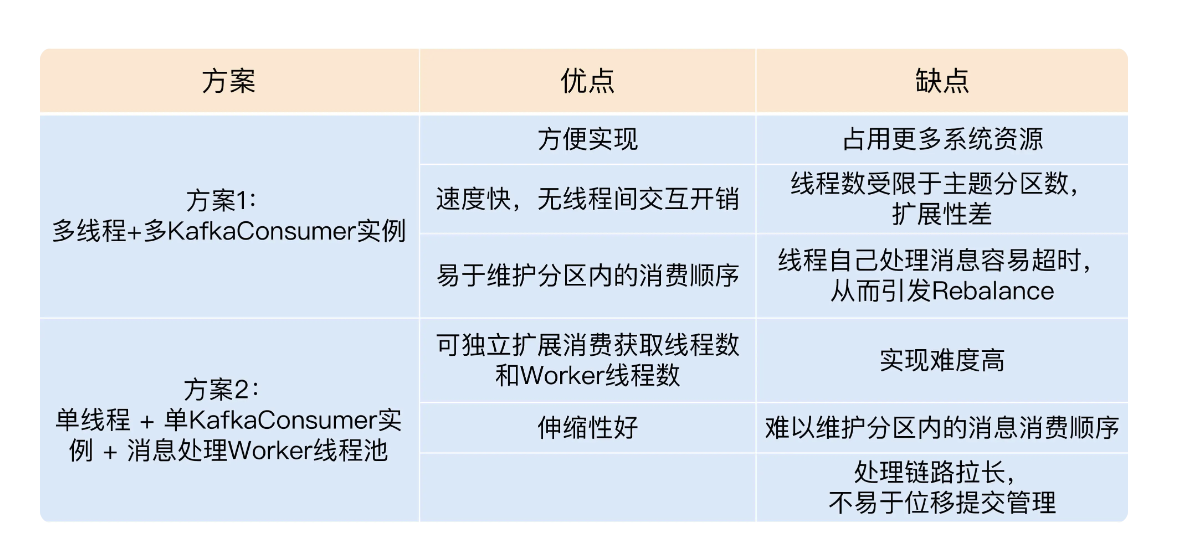 方案
优点
缺点
方案1：
多线程+多KafkaConsumer实例
方便实现
占用更多系统资源
速度快，无线程间交互开销
线程数受限于主题分区数，
扩展性差
易于维护分区内的消费顺序
线程自己处理消息容易超时，
从而引发Rebalance
方案2：
单线程 + 单KafkaConsumer实
例 + 消息处理Worker线程池
可独立扩展消费获取线程数
和Worker线程数
实现难度高
伸缩性好
难以维护分区内的消息消费顺序
处理链路拉长，
不易于位移提交管理